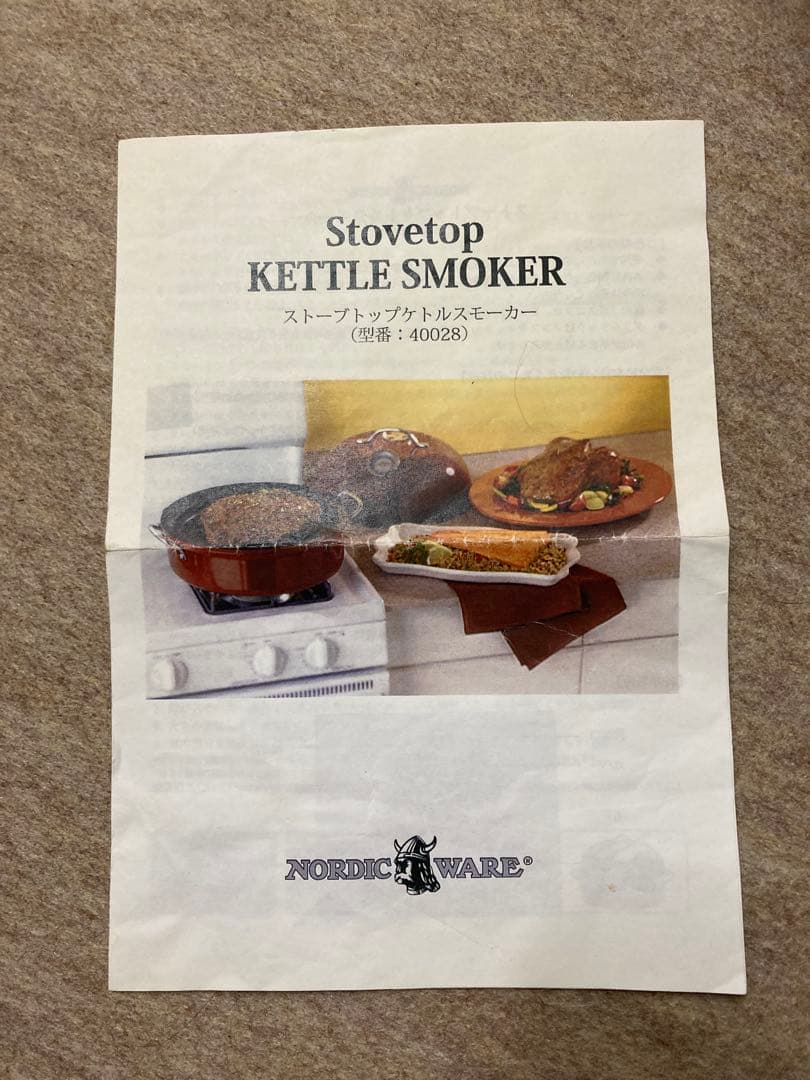 Stovetop
KETTLE SMOKER
ストーブトップケトルスモーカー
（型番：40028）
NORDIC WARE®